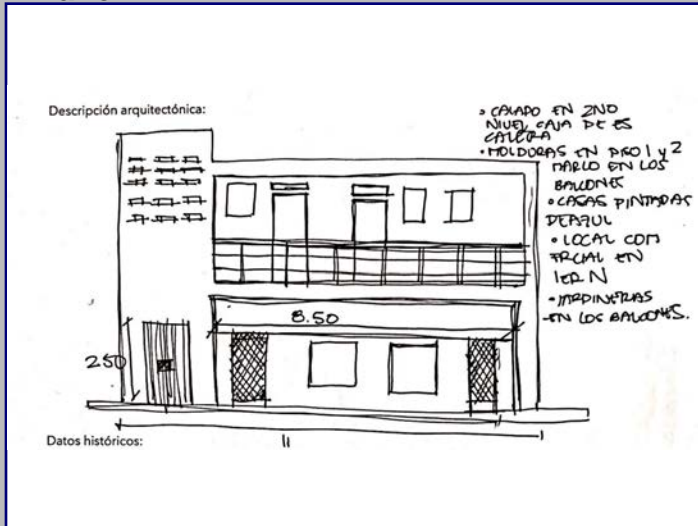 Descripción arquitectónica:
• CALADO EN 2NO
NIVEL CAJA DE ES
CALERA
• MOLDURAS EN PISO 1 y 2
MARCO EN LOS
BALCONES
• CASAS PINTADAS
DE AZUL
• LOCAL COM
ERCIAL EN
1ER N
• JARDINERAS
EN LOS BALCONES.
8.50
250
Datos históricos:
11